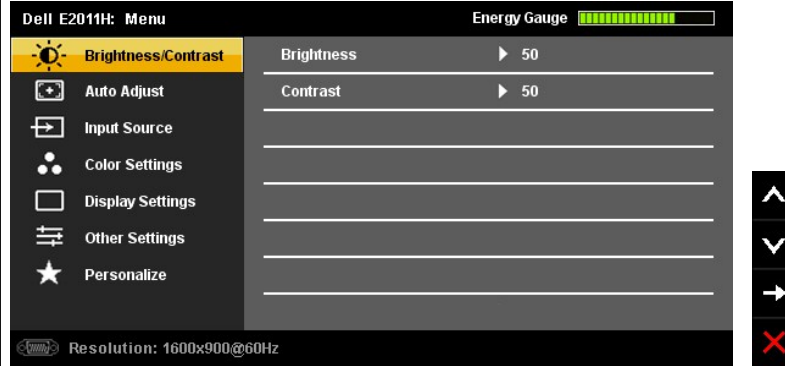 Dell E2011H: Menu
Energy Gauge
Brightness/Contrast
Brightness 50
Auto Adjust
Contrast 50
Input Source
Color Settings
Display Settings
Other Settings
Personalize
Resolution: 1600x900@60Hz